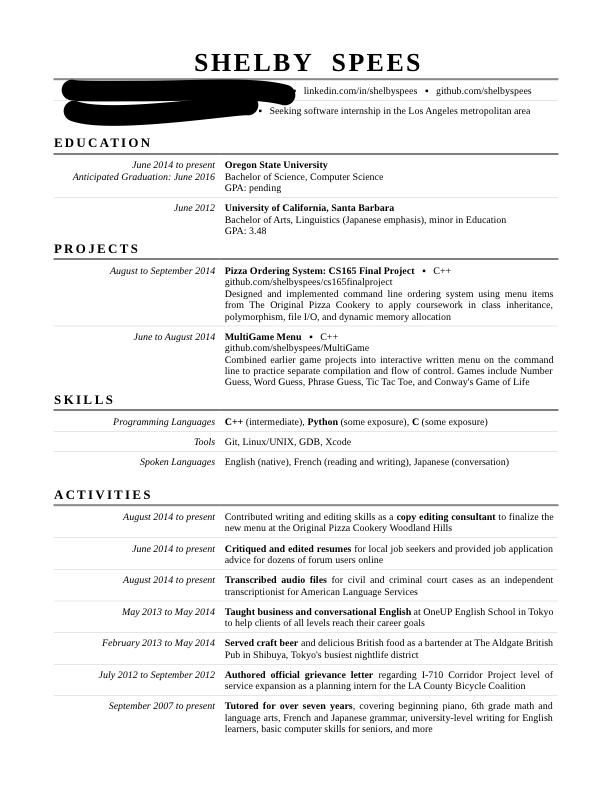 SHELBY SPEES
▪ linkedin.com/in/shelbyspees ▪ github.com/shelbyspees
▪ Seeking software internship in the Los Angeles metropolitan area
EDUCATION
June 2014 to present Oregon State University
Anticipated Graduation: June 2016 Bachelor of Science, Computer Science
GPA: pending
June 2012 University of California, Santa Barbara
Bachelor of Arts, Linguistics (Japanese emphasis), minor in Education
GPA: 3.48
PROJECTS
August to September 2014 Pizza Ordering System: CS165 Final Project ▪ C++
github.com/shelbyspees/cs165finalproject
Designed and implemented command line ordering system using menu items
from The Original Pizza Cookery to apply coursework in class inheritance,
polymorphism, file I/O, and dynamic memory allocation
June to August 2014 MultiGame Menu ▪ C++
github.com/shelbyspees/MultiGame
Combined earlier game projects into interactive written menu on the command
line to practice separate compilation and flow of control. Games include Number
Guess, Word Guess, Phrase Guess, Tic Tac Toe, and Conway's Game of Life
SKILLS
Programming Languages C++ (intermediate), Python (some exposure), C (some exposure)
Tools Git, Linux/UNIX, GDB, Xcode
Spoken Languages English (native), French (reading and writing), Japanese (conversation)
ACTIVITIES
August 2014 to present Contributed writing and editing skills as a copy editing consultant to finalize the
new menu at the Original Pizza Cookery Woodland Hills
June 2014 to present Critiqued and edited resumes for local job seekers and provided job application
advice for dozens of forum users online
August 2014 to present Transcribed audio files for civil and criminal court cases as an independent
transcriptionist for American Language Services
May 2013 to May 2014 Taught business and conversational English at OneUP English School in Tokyo
to help clients of all levels reach their career goals
February 2013 to May 2014 Served craft beer and delicious British food as a bartender at The Aldgate British
Pub in Shibuya, Tokyo's busiest nightlife district
July 2012 to September 2012 Authored official grievance letter regarding I-710 Corridor Project level of
service expansion as a planning intern for the LA County Bicycle Coalition
September 2007 to present Tutored for over seven years, covering beginning piano, 6th grade math and
language arts, French and Japanese grammar, university-level writing for English
learners, basic computer skills for seniors, and more